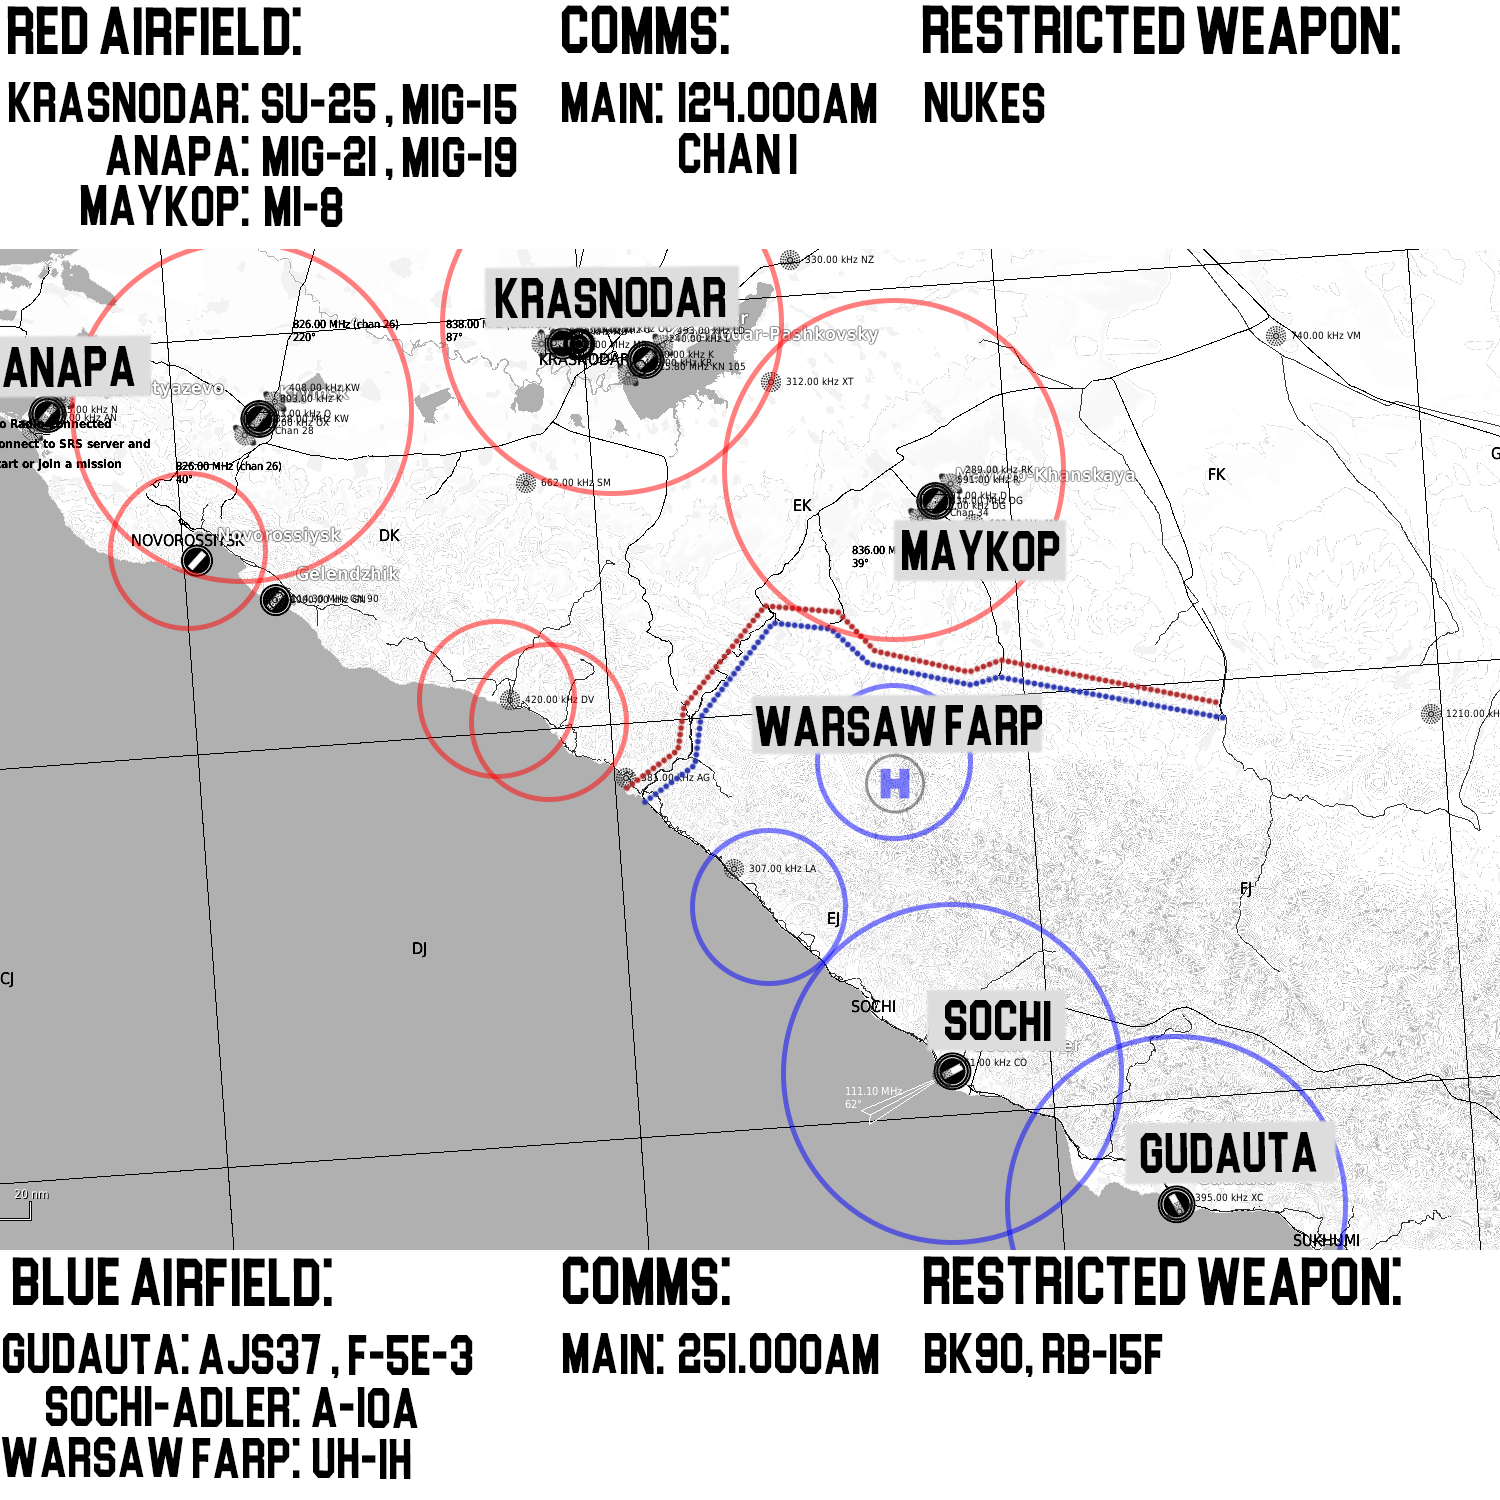 RED AIRFIELD:
COMMS:
RESTRICTED WEAPON:
KRASNODAR: SU-25, MIG-15
MAIN: 124.000AM
NUKES
ANAPA: MIG-21, MIG-19
CHAN 1
MAYKOP: MI-8
330.00 kHz NZ
KRASNODAR
826.00 MHz (chan 26)
220°
838.00
87°
740.00 kHz VM
ANAPA
312.00 kHz XT
408.00 kHz KW
803.00 kHz K
Chan 28
connected
connect to SRS server and
start or join a mission
826.00 MHz (chan 26)
40°
662.00 kHz SM
289.00 kHz RK
591.00 kHz R
Chan 34
FK
EK
DK
NOVOROSSIYSK
Novorossiysk
836.00
39°
MAYKOP
Gelendzhik
420.00 kHz DV
WARSAW FARP
1210.00 kH
381.00 kHz AG
H
307.00 kHz LA
FJ
EJ
DJ
CJ
SOCHI
SOCHI
61.00 kHz CO
111.10 MHz
62°
GUDAUTA
395.00 kHz XC
20 nm
SUKHUMI
BLUE AIRFIELD:
COMMS:
RESTRICTED WEAPON:
GUDAUTA: AJS37, F-5E-3
MAIN: 251.000AM
BK90, RB-15F
SOCHI-ADLER: A-10A
WARSAW FARP: UH-1H